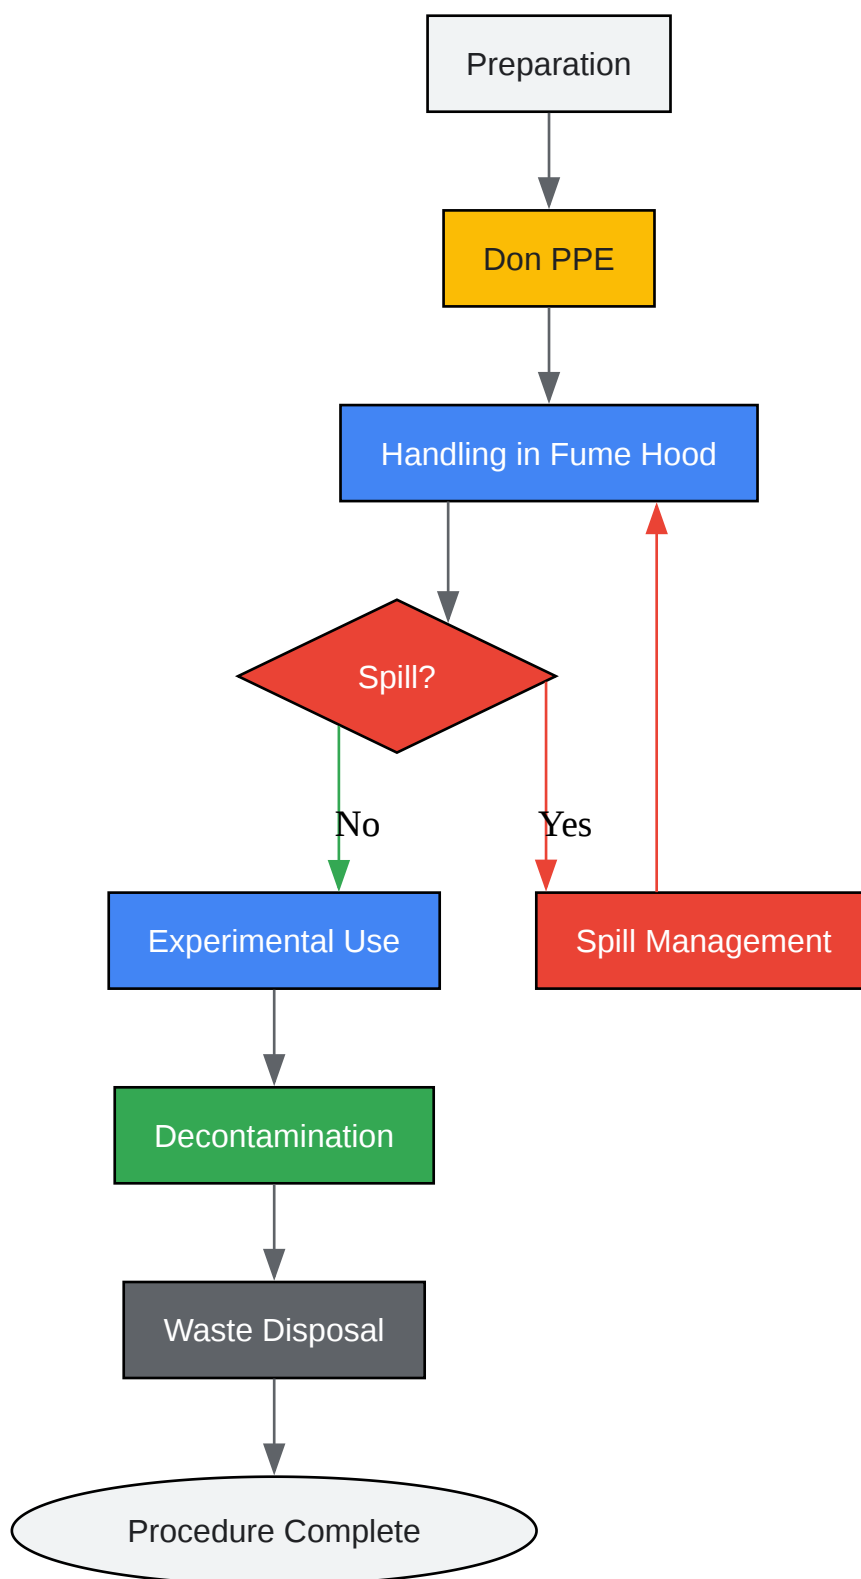 Preparation
Don PPE
Handling in Fume Hood
Spill?
No
Yes
Experimental Use
Spill Management
Decontamination
Waste Disposal
Procedure Complete